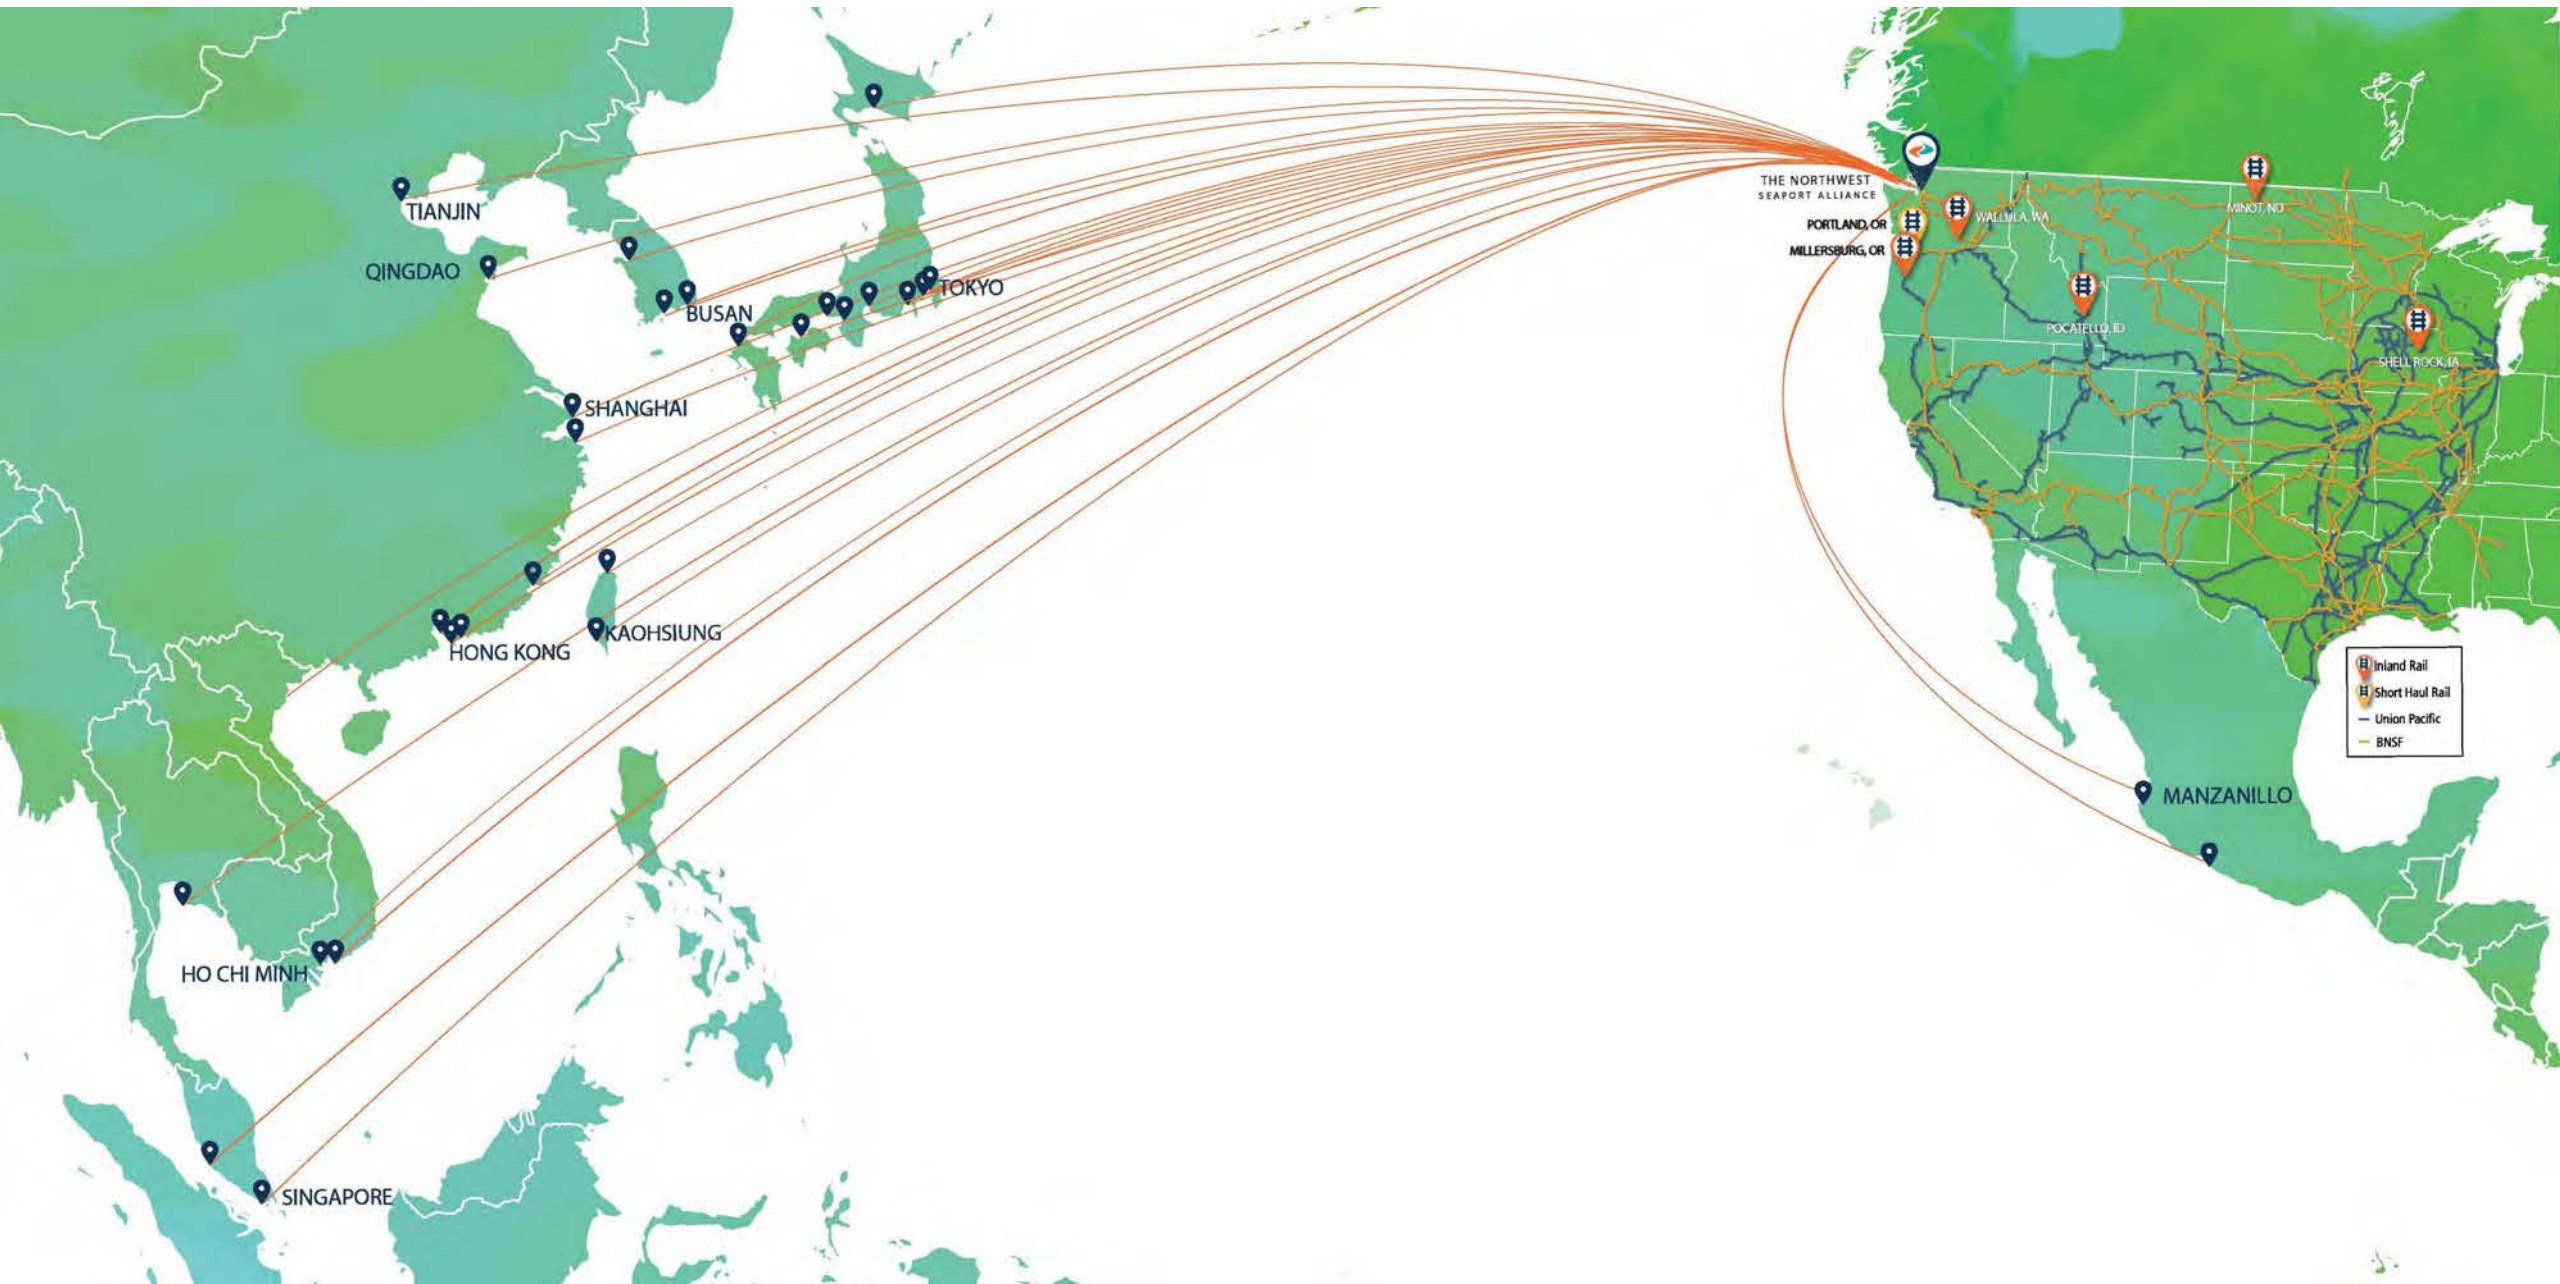 TIANJIN
QINGDAO
BUSAN
TOKYO
SHANGHAI
KAOHSIUNG
HONG KONG
HO CHI MINH
SINGAPORE
THE NORTHWEST
SEAPORT ALLIANCE
PORTLAND, OR
MILLERSBURG, OR
WALLULA, WA
MINOT, ND
POCATELLO, ID
SHELL ROCK, IA
Inland Rail
Short Haul Rail
Union Pacific
BNSF
MANZANILLO